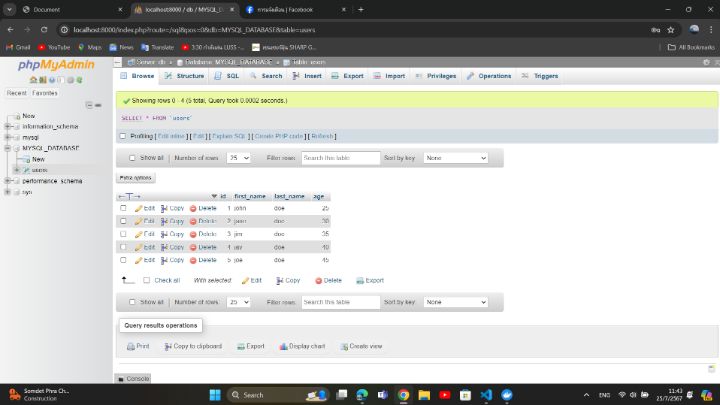 Document
localhost:8000 / db / MYSQL_DATABASE
| Facebook
localhost:8000/index.php?route=/sql&pos=0&db=MYSQL_DATABASE&table=users
Gmail YouTube Maps News Translate
All Bookmarks
phpMyAdmin
Recent Favorites
New
information_schema
mysql
MYSQL_DATABASE
New
users
performance_schema
sys
Server: db » Database: MYSQL_DATABASE » Table: users
Browse Structure SQL Search Insert Export Import Privileges Operations Triggers
Showing rows 0 - 4 (5 total, Query took 0.0002 seconds.)
SELECT * FROM `users`
Profiling [ Edit inline ] [ Edit ] [ Explain SQL ] [ Create PHP code ] [ Refresh ]
Show all | Number of rows: 25 Filter rows: Search this table Sort by key: None
Extra options
id first_name last_name age
Edit Copy Delete 1 John doe 25
Edit Copy Delete 2 doe 30
Edit Copy Delete 3 jim doe 35
Edit Copy Delete 4 doe 40
Edit Copy Delete 5 joe doe 45
Check all With selected: Edit Copy Delete Export
Show all | Number of rows: 25 Filter rows: Search this table Sort by key: None
Query results operations
Print Copy to clipboard Export Display chart Create view
Console
Somdet Phra Ch...
Construction
Search
ENG
11:43
25/7/2567